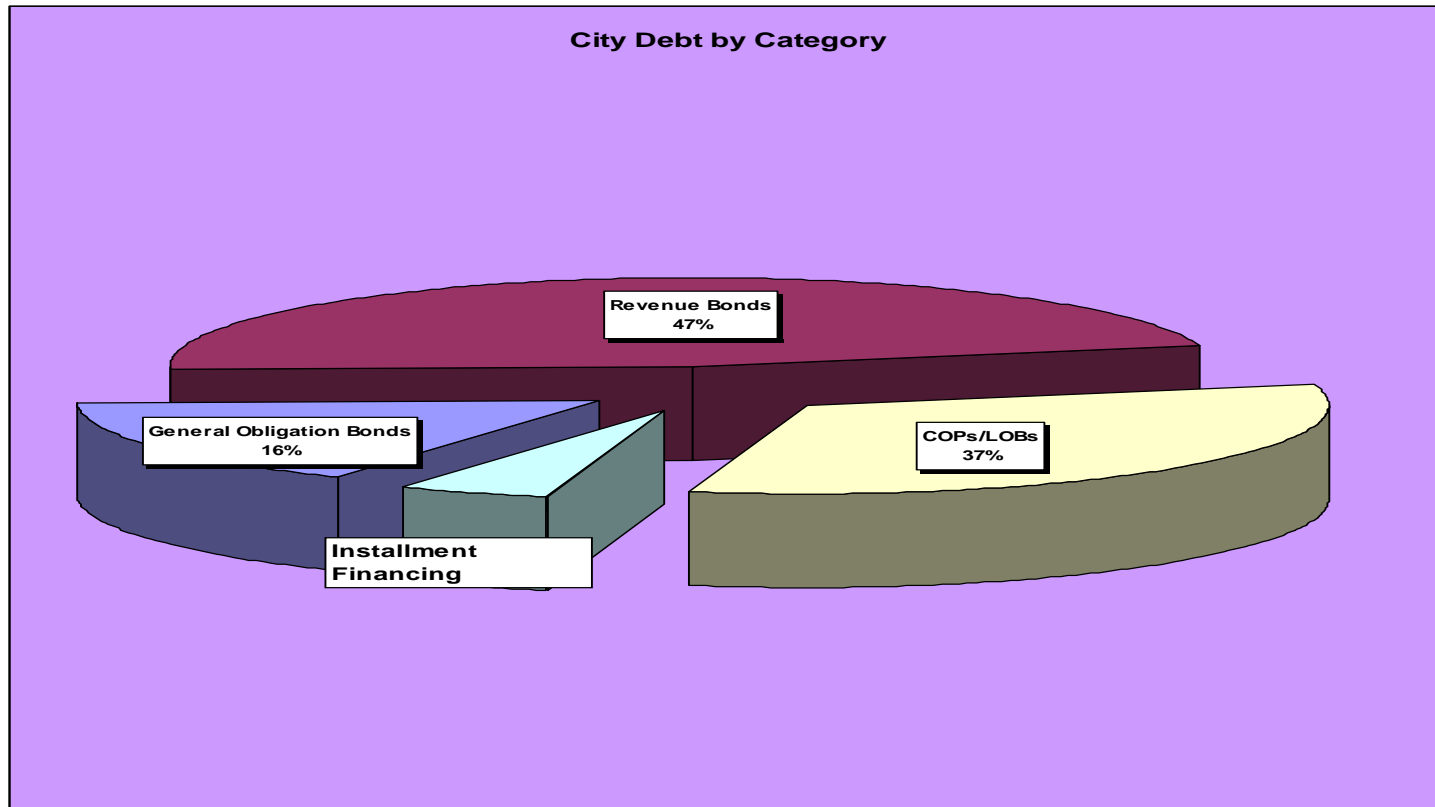 City Debt by Category
Revenue Bonds
47%
General Obligation Bonds
16%
COPs/LOBs
37%
Installment
Financing